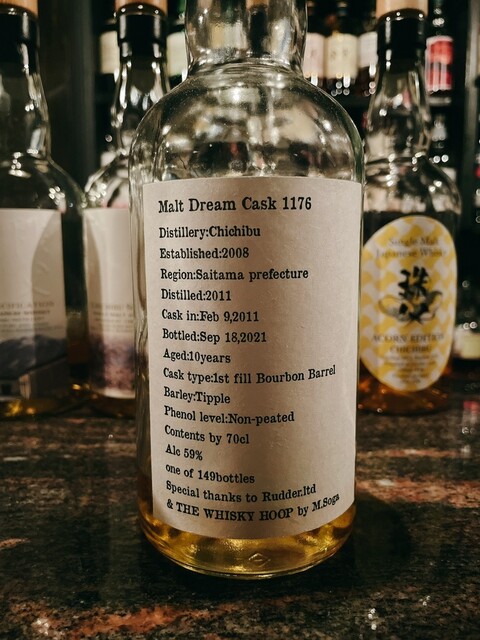 Malt Dream Cask 1176
Distillery:Chichibu
Established:2008
Region:Saitama prefecture
Distilled:2011
Cask in:Feb 9,2011
Bottled:Sep 18,2021
Aged:10years
Cask type:1st fill Bourbon Barrel
Barley:Tipple
Phenol level:Non-peated
Contents by 70cl
Alc 59%
one of 149bottles
Special thanks to Rudder.ltd
& THE WHISKY HOOP by M.Soga
Single Malt
Japanese Whisky
ACORN EDITION
CHICHIBU